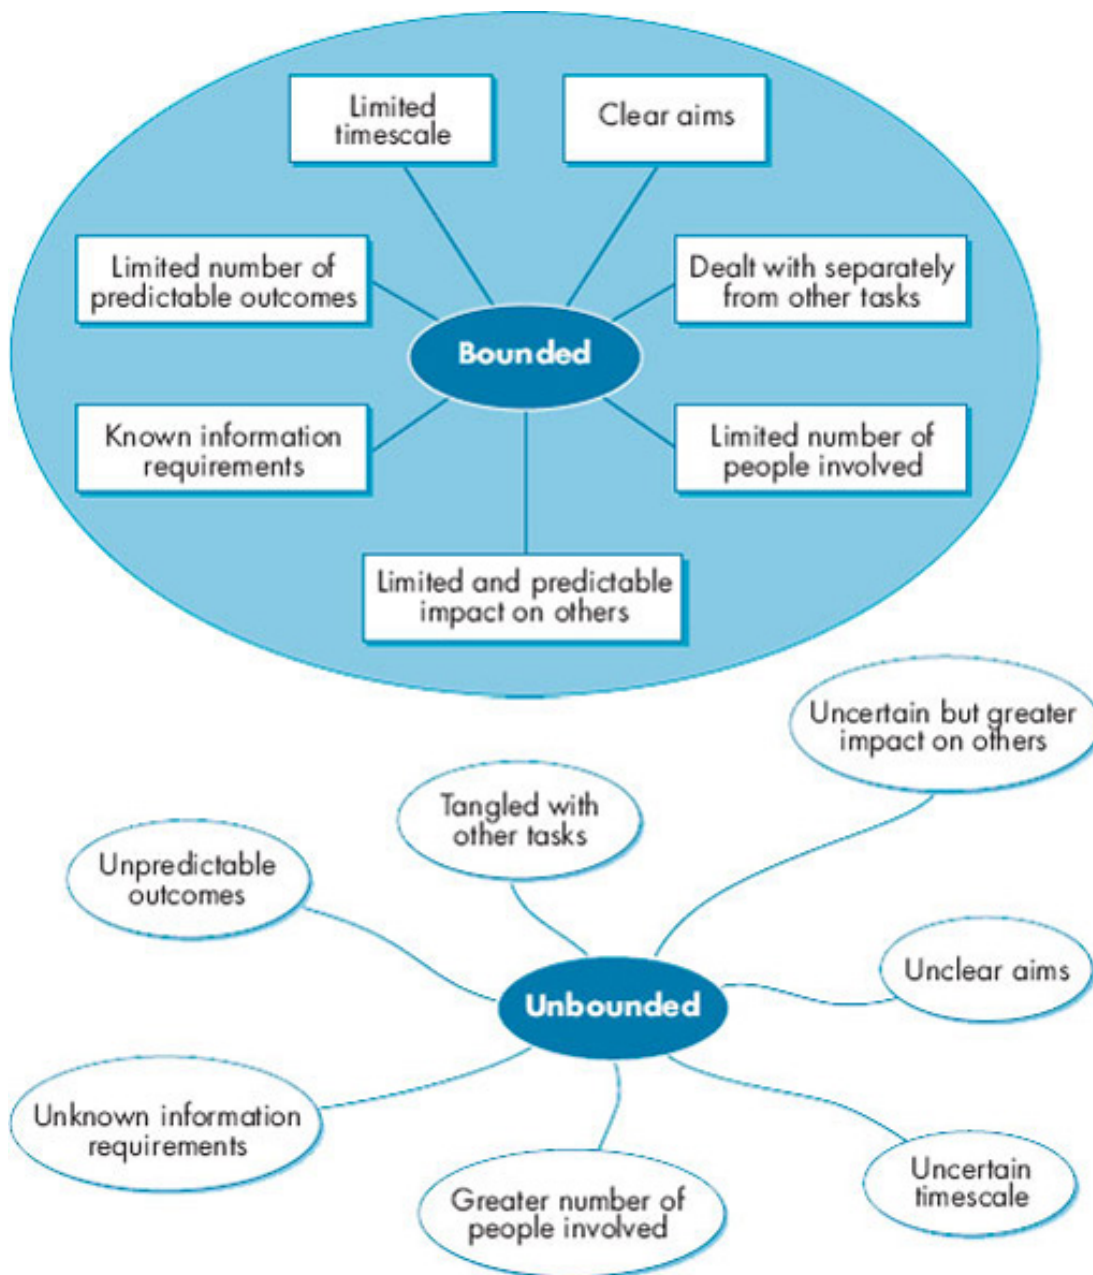 Limited
timescale
Clear aims
Limited number of
predictable outcomes
Dealt with separately
from other tasks
Bounded
Known information
requirements
Limited number of
people involved
Limited and predictable
impact on others
Uncertain but greater
impact on others
Tangled with
other tasks
Unpredictable
outcomes
Unclear aims
Unbounded
Unknown information
requirements
Uncertain
timescale
Greater number of
people involved